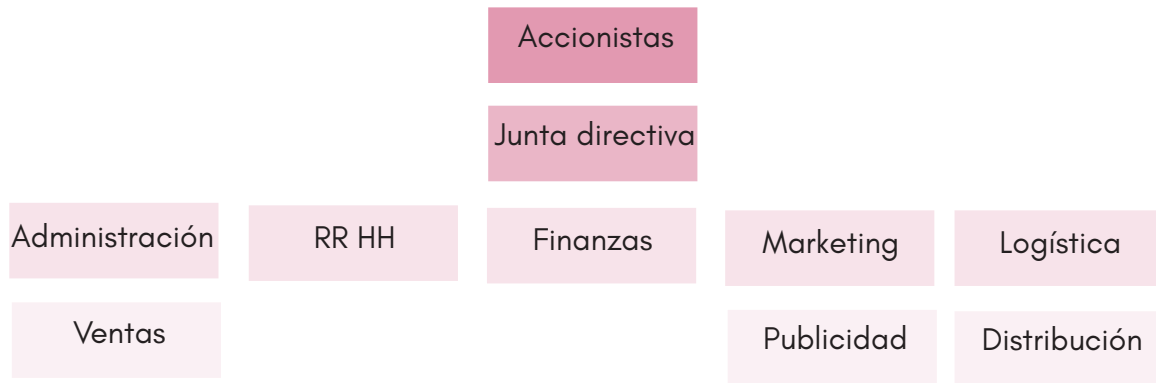 Accionistas
Junta directiva
Administración
RR HH
Finanzas
Marketing
Logística
Ventas
Publicidad
Distribución